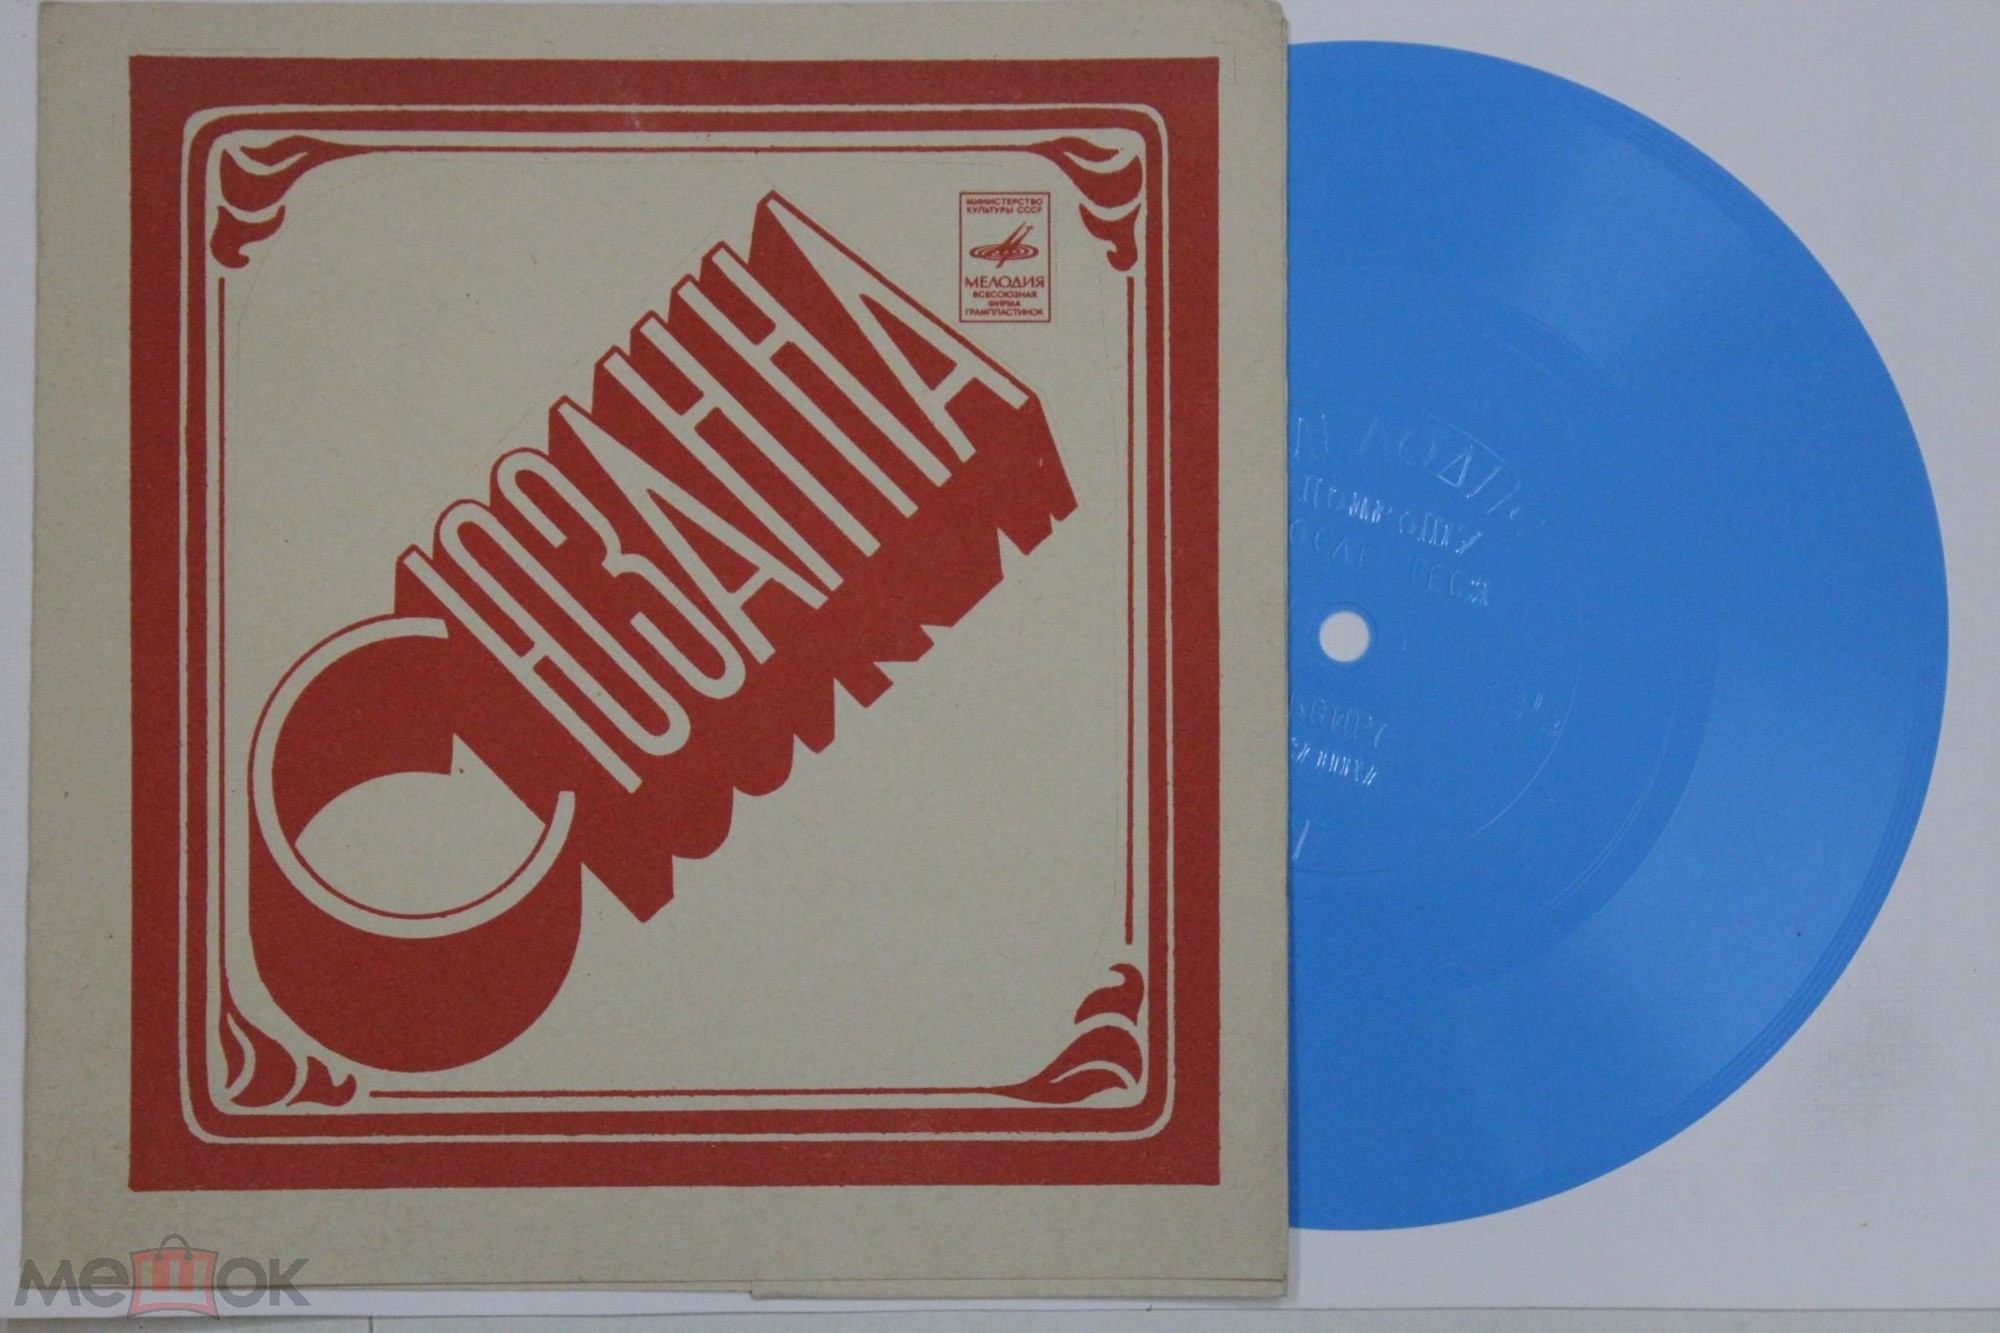 СЮЗАННА
МИНИСТЕРСТВО
КУЛЬТУРЫ СССР
МЕЛОДИЯ
ВСЕСОЮЗНАЯ
ФИРМА
ГРАМПЛАСТИНОК
мешок